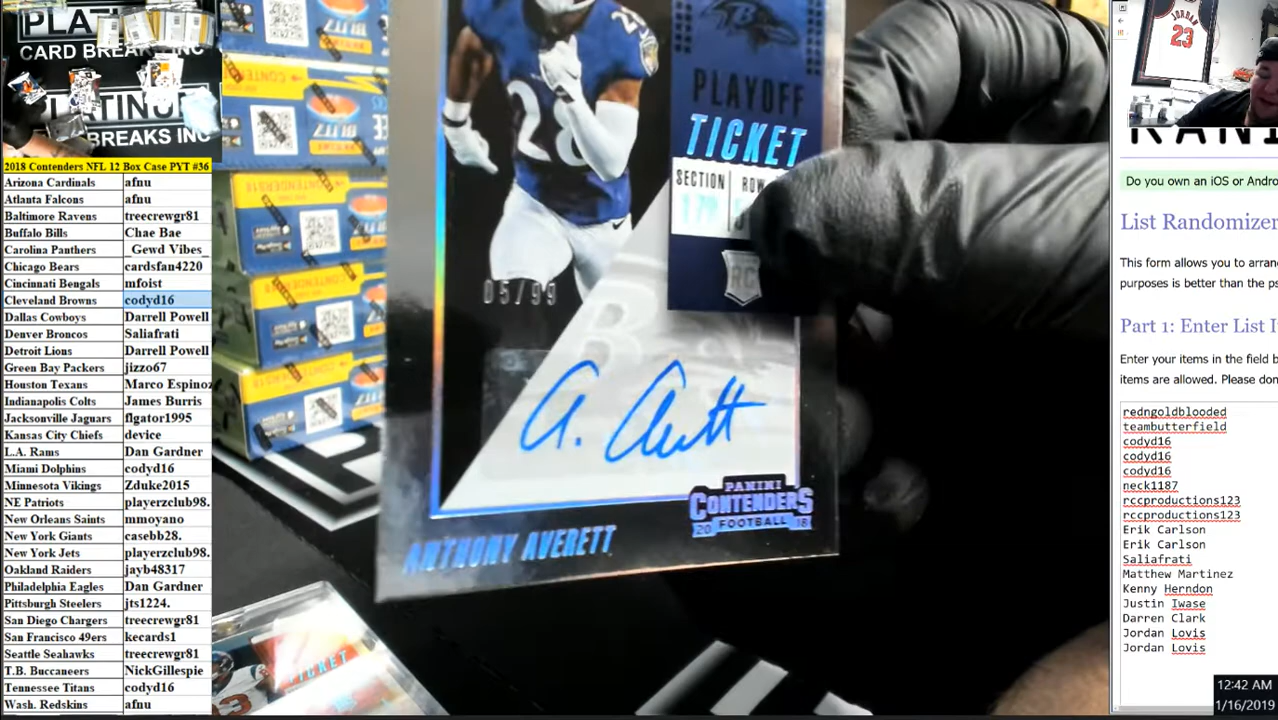 PLATINUM
CARD BREAKS INC
PLATINUM
BREAKS INC
2018 Contenders NFL 12 Box Case PYT #36
Arizona Cardinals afnu
Atlanta Falcons afnu
Baltimore Ravens treecrewgr81
Buffalo Bills Chae Bae
Carolina Panthers _Gewd Vibes_
Chicago Bears cardsfan4220
Cincinnati Bengals mfoist
Cleveland Browns codyd16
Dallas Cowboys Darrell Powell
Denver Broncos Saliafrati
Detroit Lions Darrell Powell
Green Bay Packers jizzo67
Houston Texans Marco Espinoz
Indianapolis Colts James Burris
Jacksonville Jaguars flgator1995
Kansas City Chiefs device
L.A. Rams Dan Gardner
Miami Dolphins codyd16
Minnesota Vikings Zduke2015
NE Patriots playerzclub98.
New Orleans Saints mmoyano
New York Giants casebb28.
New York Jets playerzclub98.
Oakland Raiders jayb48317
Philadelphia Eagles Dan Gardner
Pittsburgh Steelers jts1224.
San Diego Chargers treecrewgr81
San Francisco 49ers kecards1
Seattle Seahawks treecrewgr81
T.B. Buccaneers NickGillespie
Tennessee Titans codyd16
Wash. Redskins afnu
BLITZ
28
B
PLAYOFF
TICKET
SECTION ROW
RC
05/99
A. Averett
PANINI
CONTENDERS
20 FOOTBALL 18
ANTHONY AVERETT
TICKET
JORDAN
23
Do you own an iOS or Andro
List Randomizer
This form allows you to arran
purposes is better than the ps
Part 1: Enter List I
Enter your items in the field b
items are allowed. Please don
redngoldblooded
teambutterfield
codyd16
codyd16
codyd16
neck1187
rccproductions123
rccproductions123
Erik Carlson
Erik Carlson
Saliafrati
Matthew Martinez
Kenny Herndon
Justin Iwase
Darren Clark
Jordan Lovis
Jordan Lovis
12:42 AM
1/16/2019